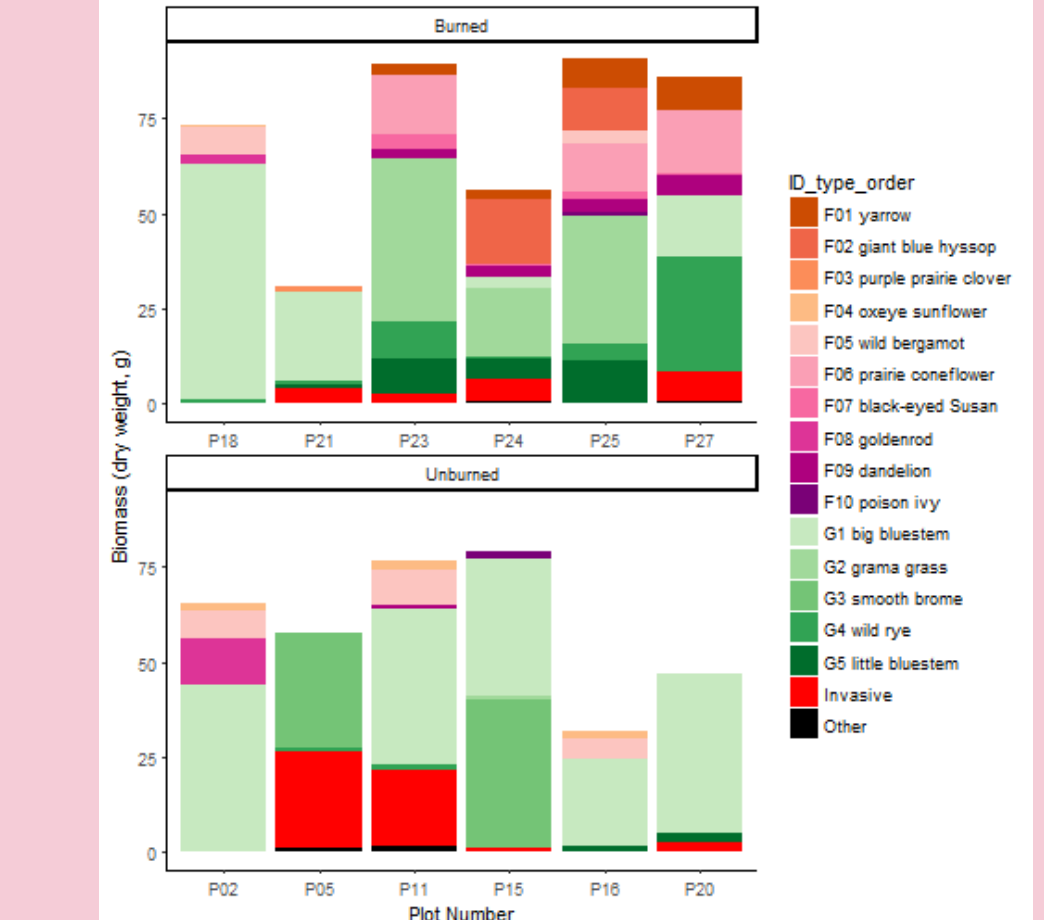 Burned
75
50
25
0
P18 P21 P23 P24 P25 P27
Unburned
75
50
25
0
P02 P05 P11 P15 P16 P20
Plot Number
Biomass (dry weight, g)
ID_type_order
F01 yarrow
F02 giant blue hyssop
F03 purple prairie clover
F04 oxeye sunflower
F05 wild bergamot
F06 prairie coneflower
F07 black-eyed Susan
F08 goldenrod
F09 dandelion
F10 poison ivy
G1 big bluestem
G2 grama grass
G3 smooth brome
G4 wild rye
G5 little bluestem
Invasive
Other